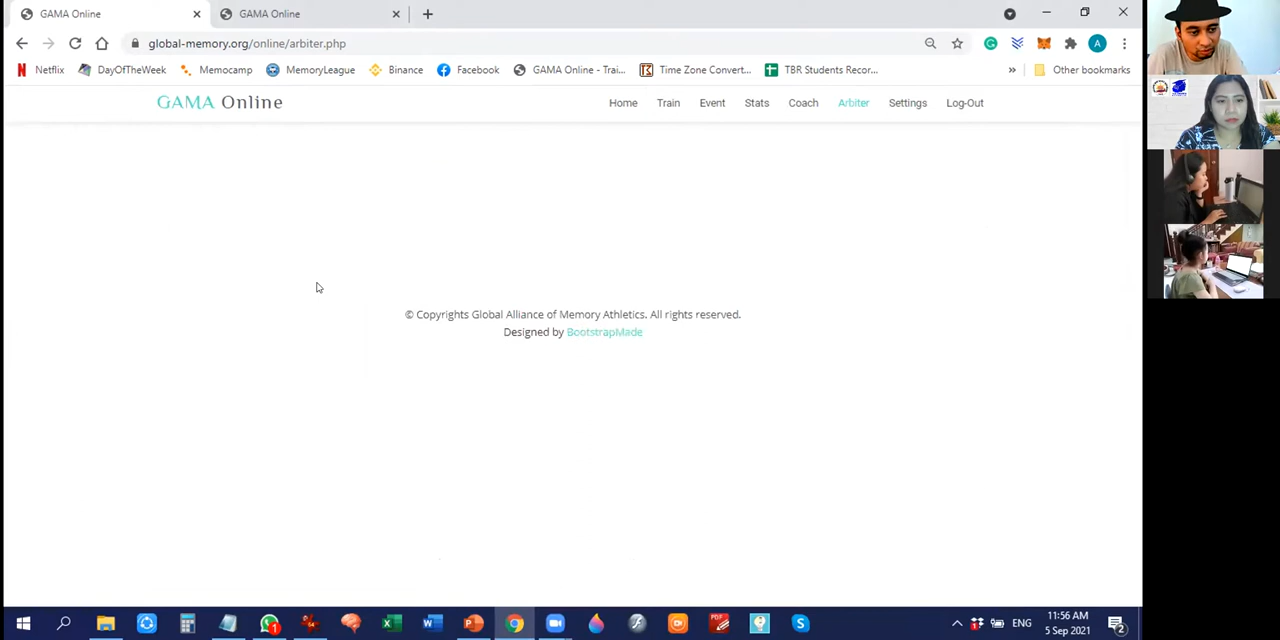 GAMA Online
GAMA Online
global-memory.org/online/arbiter.php
A
Netflix
DayOfTheWeek
Memocamp
MemoryLeague
Binance
Facebook
GAMA Online - Trai...
Time Zone Convert...
TBR Students Recor...
»
Other bookmarks
GAMA Online
Home
Train
Event
Stats
Coach
Arbiter
Settings
Log-Out
© Copyrights Global Alliance of Memory Athletics. All rights reserved.
Designed by BootstrapMade
ENG
11:56 AM
5 Sep 2021
2